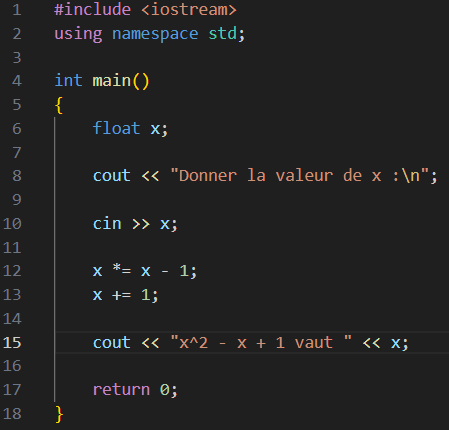 1 #include <iostream>
2 using namespace std;
3
4 int main()
5 {
6     float x;
7
8     cout << "Donner la valeur de x :\n";
9
10     cin >> x;
11
12     x *= x - 1;
13     x += 1;
14
15     cout << "x^2 - x + 1 vaut " << x;
16
17     return 0;
18 }